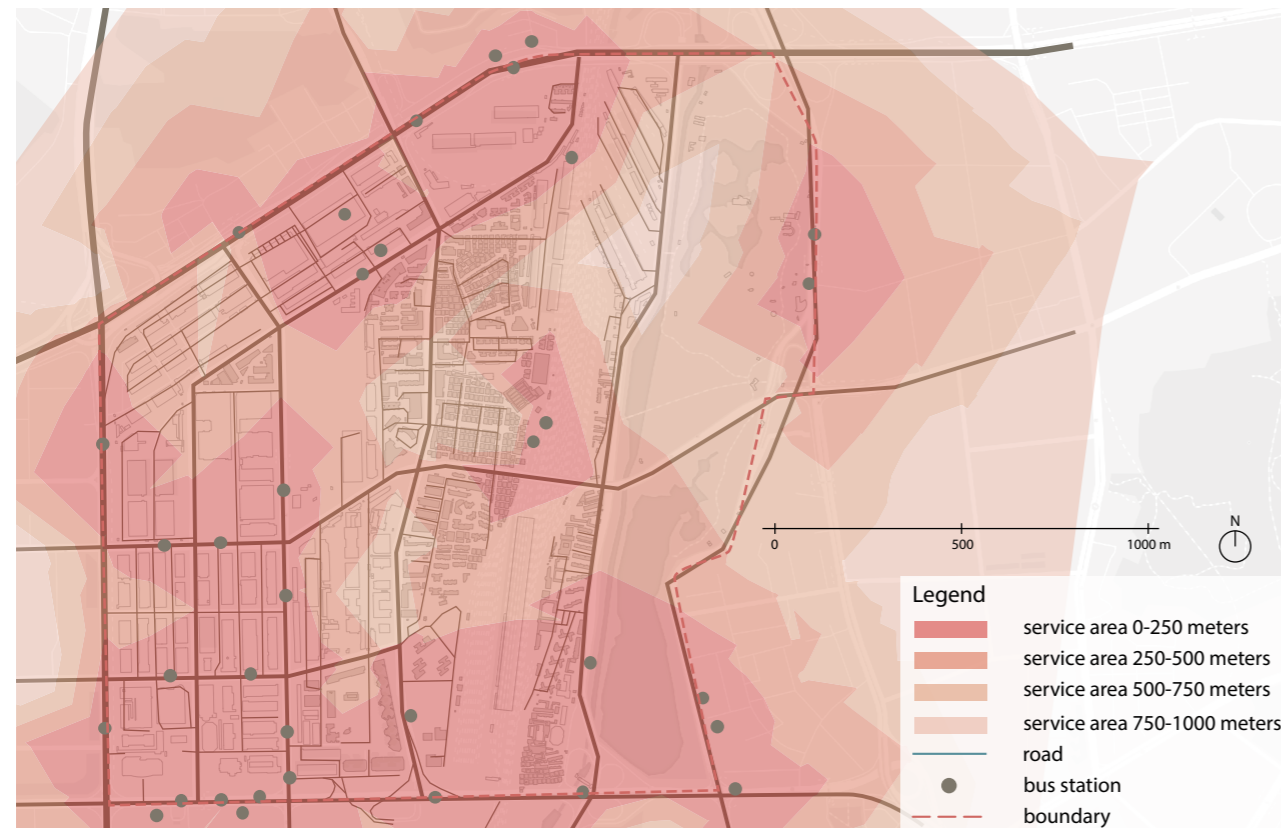 N
0 500 1000 m
Legend
service area 0-250 meters
service area 250-500 meters
service area 500-750 meters
service area 750-1000 meters
road
bus station
boundary